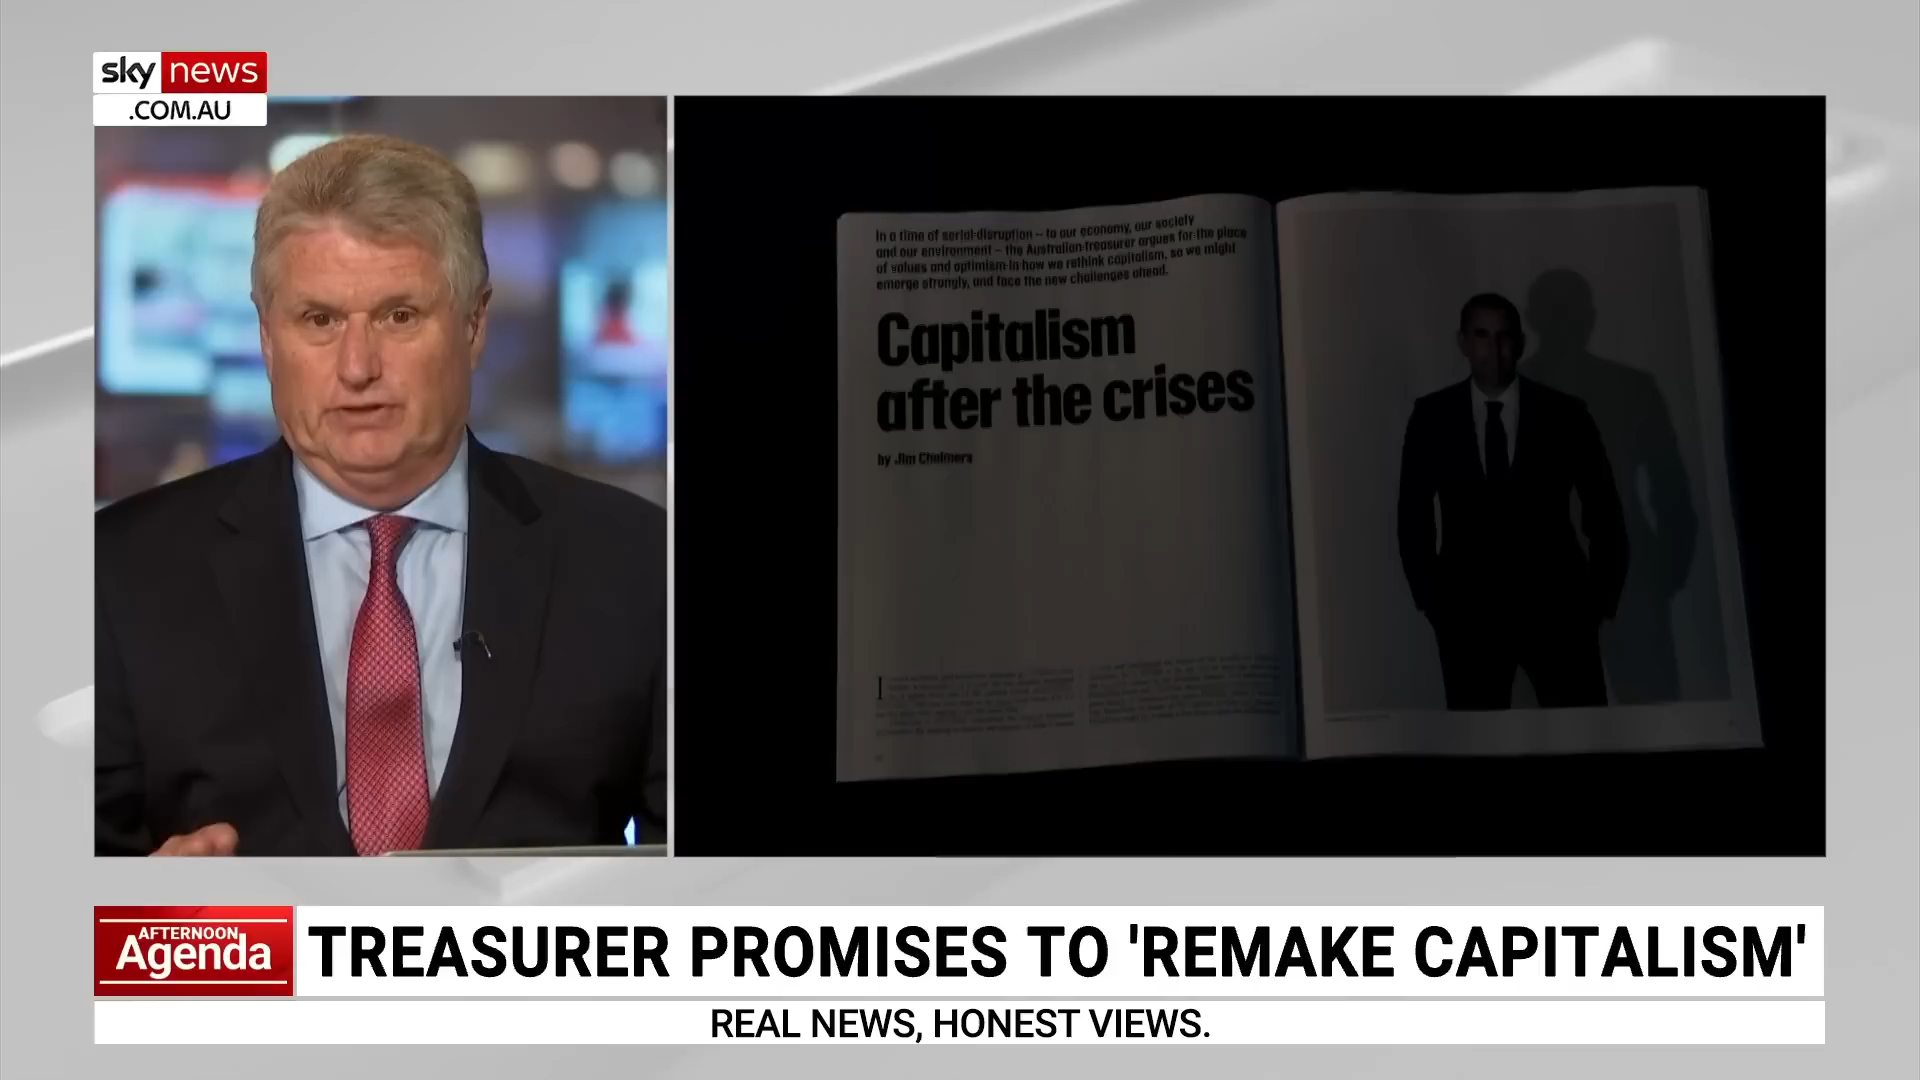 sky news
.COM.AU
In a time of serial disruption – to our economy, our society
and our environment – the Australian treasurer argues for the place
of values and optimism in how we rethink capitalism, so we might
emerge strongly, and face the new challenges ahead.
Capitalism
after the crises
by Jim Chalmers
AFTERNOON
Agenda
TREASURER PROMISES TO 'REMAKE CAPITALISM'
REAL NEWS, HONEST VIEWS.